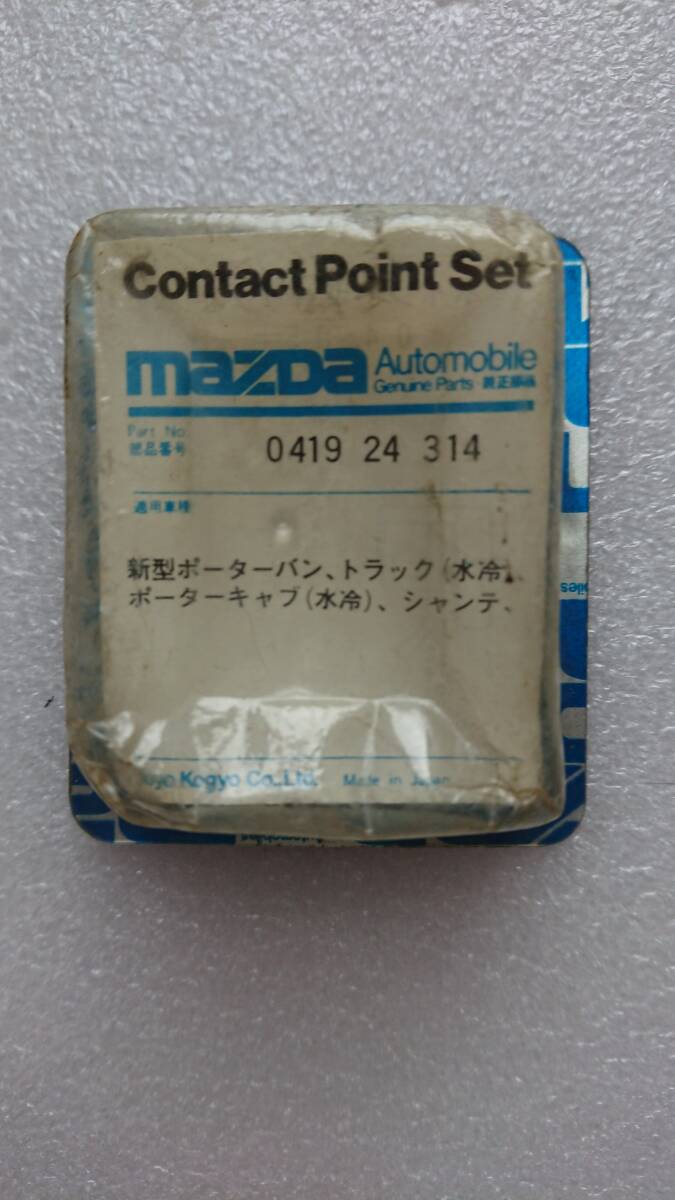 Contact Point Set
mazda Automobile
Genuine Parts・純正部品
Part No.
部品番号 0419 24 314
適用車種
新型ポーターバン、トラック(水冷)、
ポーターキャブ(水冷)、シャンテ、
Kogyo Co., Ltd. Made in Japan